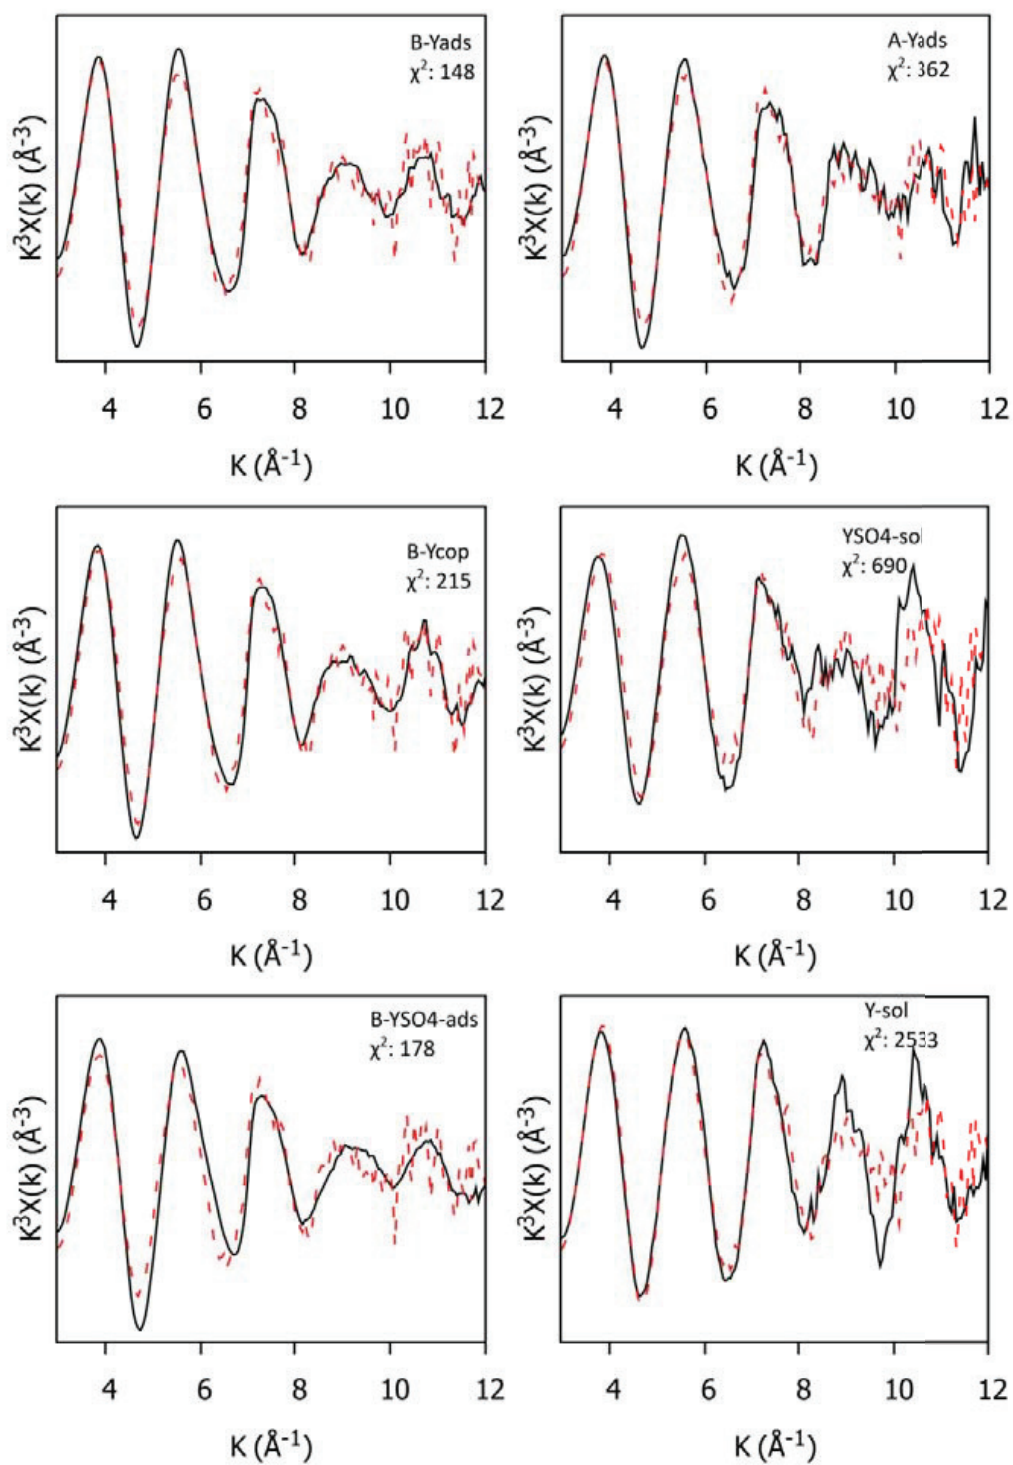 B-Yads
χ²: 148
K³X(k) (Å⁻³)
4 6 8 10 12
K (Å⁻¹)
A-Yads
χ²: 362
K³X(k) (Å⁻³)
4 6 8 10 12
K (Å⁻¹)
B-Ycop
χ²: 215
K³X(k) (Å⁻³)
4 6 8 10 12
K (Å⁻¹)
YSO4-sol
χ²: 690
K³X(k) (Å⁻³)
4 6 8 10 12
K (Å⁻¹)
B-YSO4-ads
χ²: 178
K³X(k) (Å⁻³)
4 6 8 10 12
K (Å⁻¹)
Y-sol
χ²: 2533
K³X(k) (Å⁻³)
4 6 8 10 12
K (Å⁻¹)